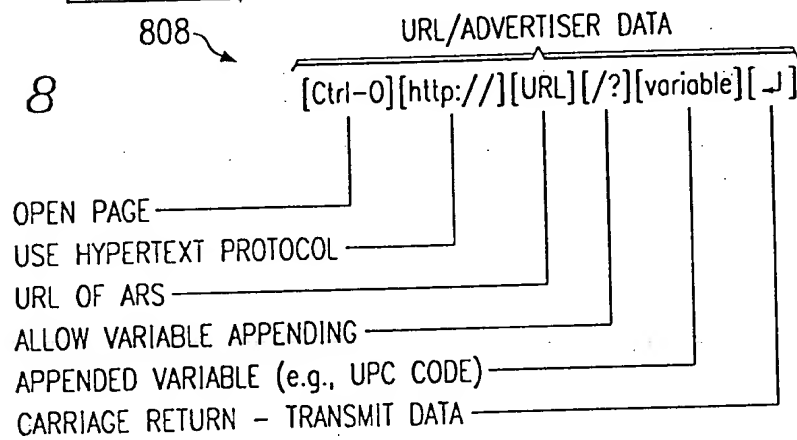 808
URL/ADVERTISER DATA
8
[Ctrl-O][http://][URL][/?][variable][↵]
OPEN PAGE
USE HYPERTEXT PROTOCOL
URL OF ARS
ALLOW VARIABLE APPENDING
APPENDED VARIABLE (e.g., UPC CODE)
CARRIAGE RETURN - TRANSMIT DATA